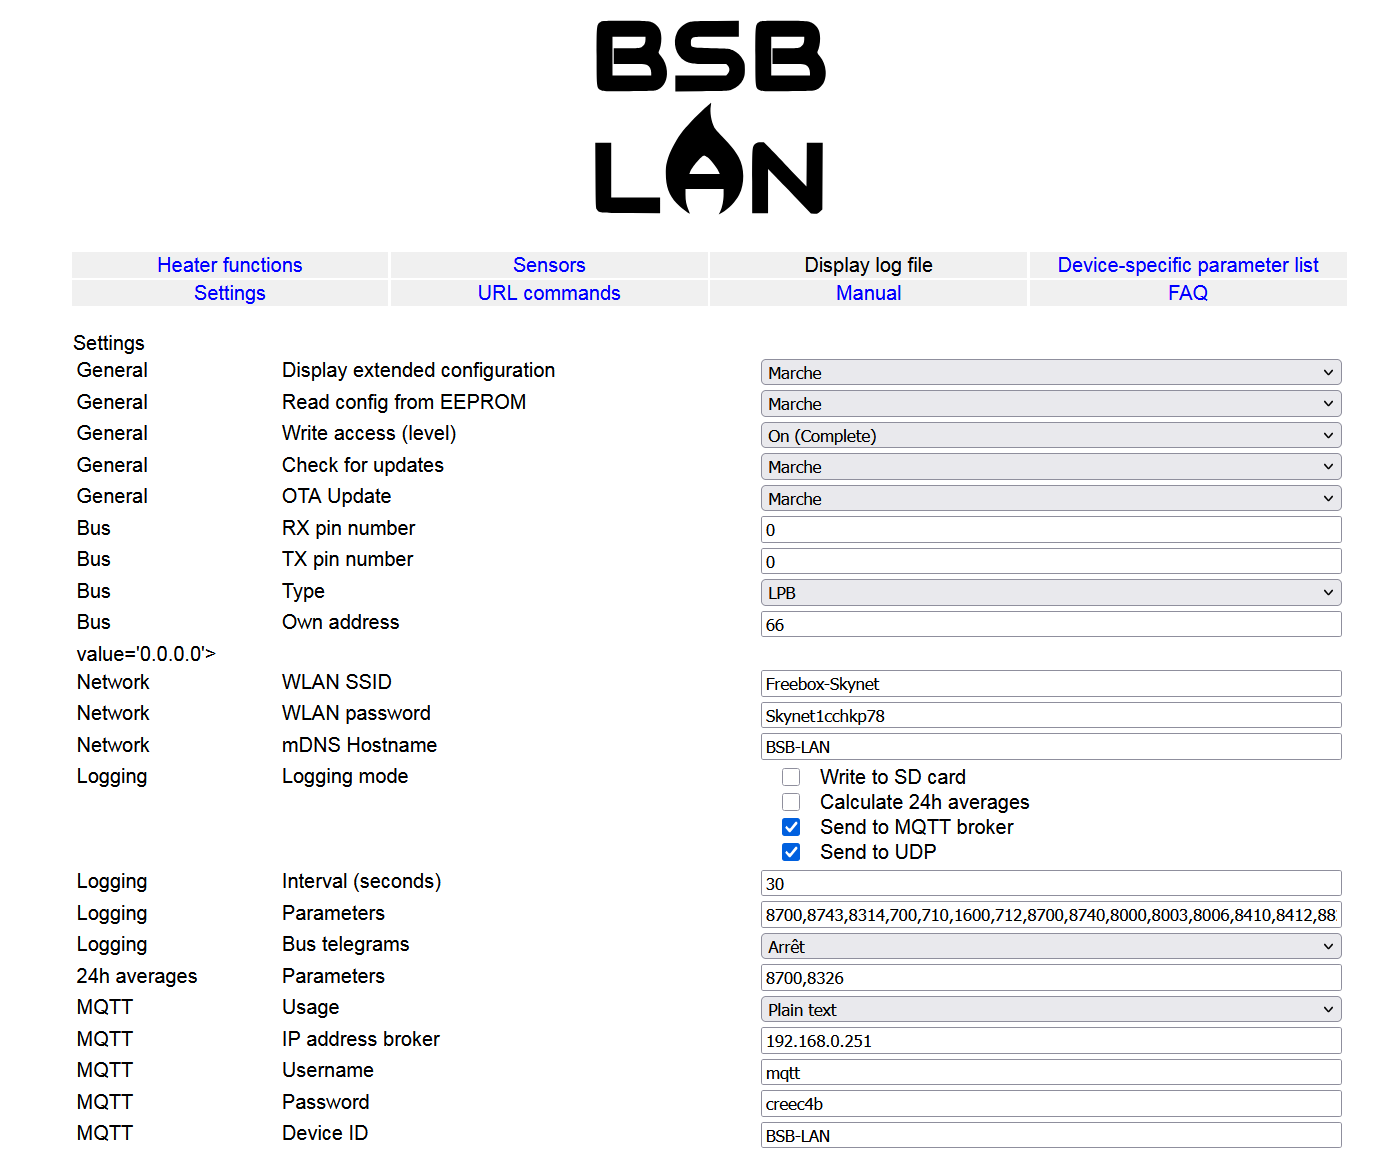 BSB
LAN
Heater functions Sensors Display log file Device-specific parameter list
Settings URL commands Manual FAQ
Settings
General Display extended configuration Marche
General Read config from EEPROM Marche
General Write access (level) On (Complete)
General Check for updates Marche
General OTA Update Marche
Bus RX pin number 0
Bus TX pin number 0
Bus Type LPB
Bus Own address 66
value='0.0.0.0'>
Network WLAN SSID Freebox-Skynet
Network WLAN password Skynet1cchkp78
Network mDNS Hostname BSB-LAN
Logging Logging mode Write to SD card
Calculate 24h averages
Send to MQTT broker
Send to UDP
Logging Interval (seconds) 30
Logging Parameters 8700,8743,8314,700,710,1600,712,8700,8740,8000,8003,8006,8410,8412,88
Logging Bus telegrams Arrêt
24h averages Parameters 8700,8326
MQTT Usage Plain text
MQTT IP address broker 192.168.0.251
MQTT Username mqtt
MQTT Password creec4b
MQTT Device ID BSB-LAN